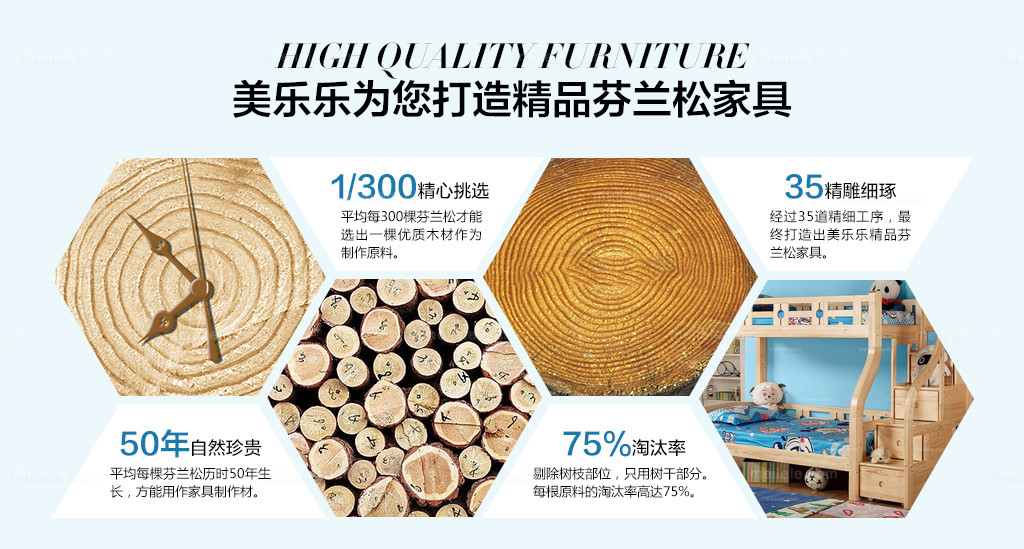 HIGH QUALITY FURNITURE
美乐乐为您打造精品芬兰松家具
1/300精心挑选
平均每300棵芬兰松才能
选出一棵优质木材作为
制作原料。
35精雕细琢
经过35道精细工序，最
终打造出美乐乐精品芬
兰松家具。
50年自然珍贵
平均每棵芬兰松历时50年生
长，方能用作家具制作材。
75%淘汰率
剔除树枝部位，只用树干部分。
每根原料的淘汰率高达75%。